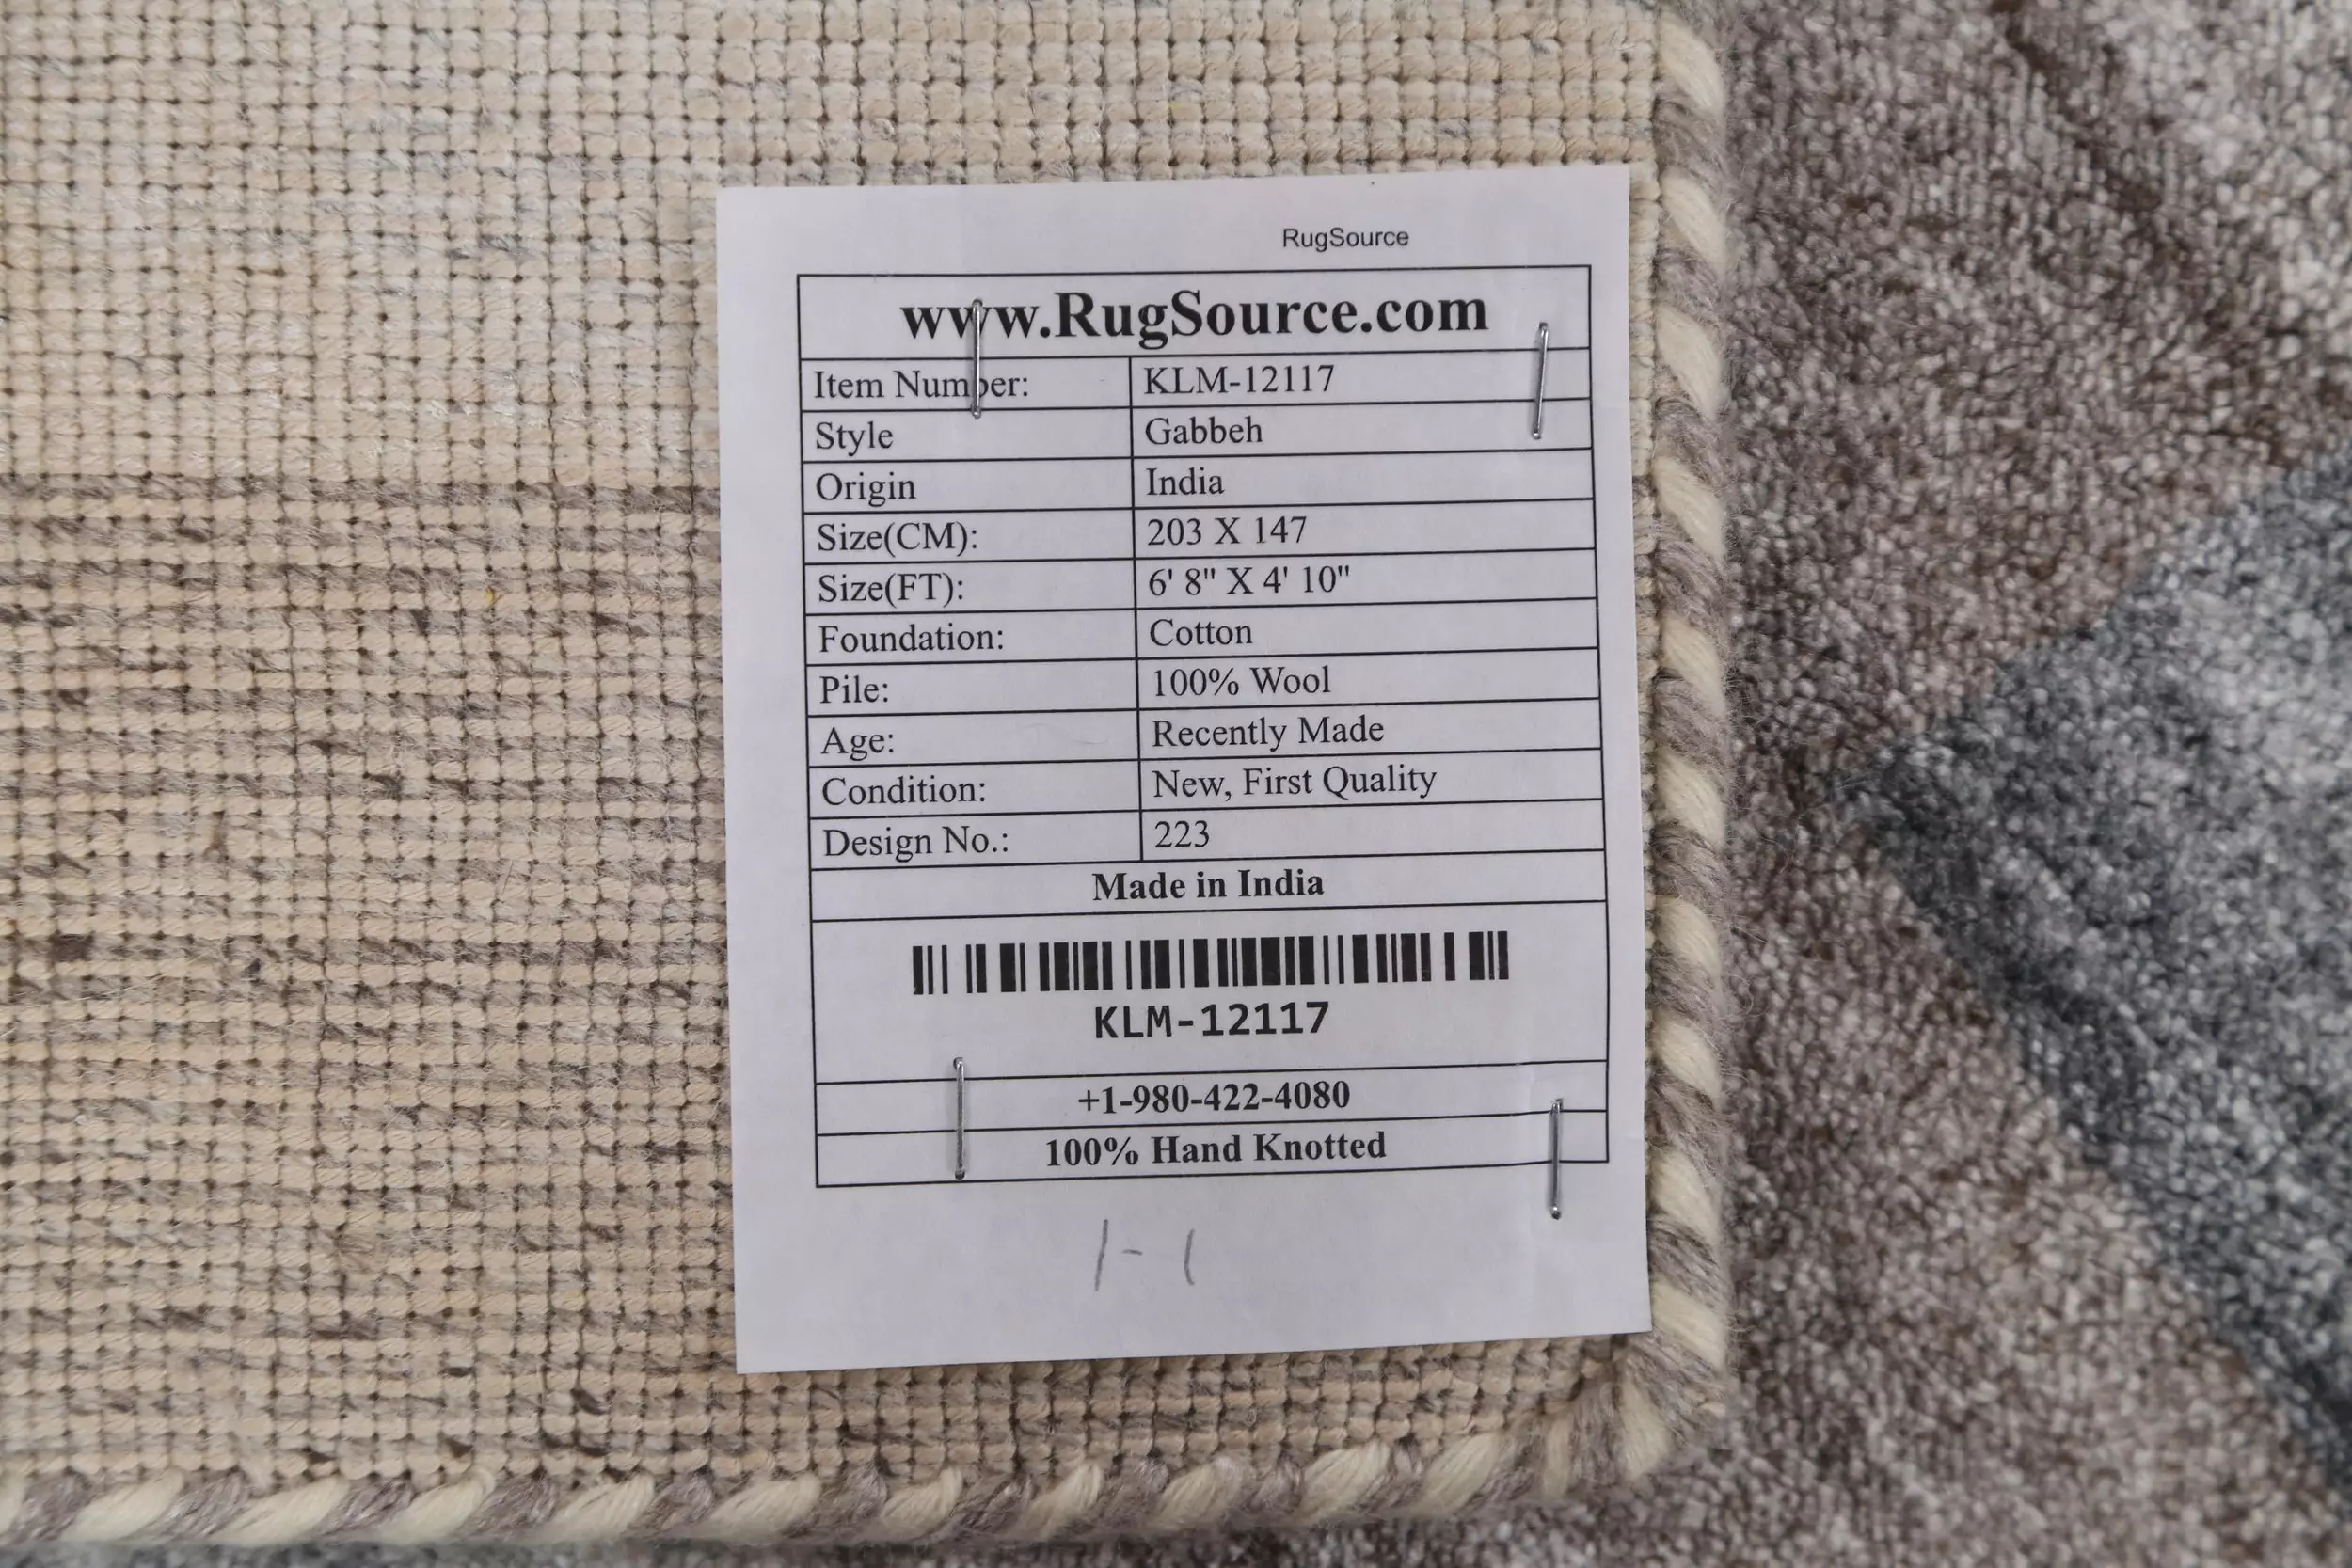 RugSource
www.RugSource.com
Item Number: KLM-12117
Style Gabbeh
Origin India
Size(CM): 203 X 147
Size(FT): 6' 8" X 4' 10"
Foundation: Cotton
Pile: 100% Wool
Age: Recently Made
Condition: New, First Quality
Design No.: 223
Made in India
KLM-12117
+1-980-422-4080
100% Hand Knotted
1-1